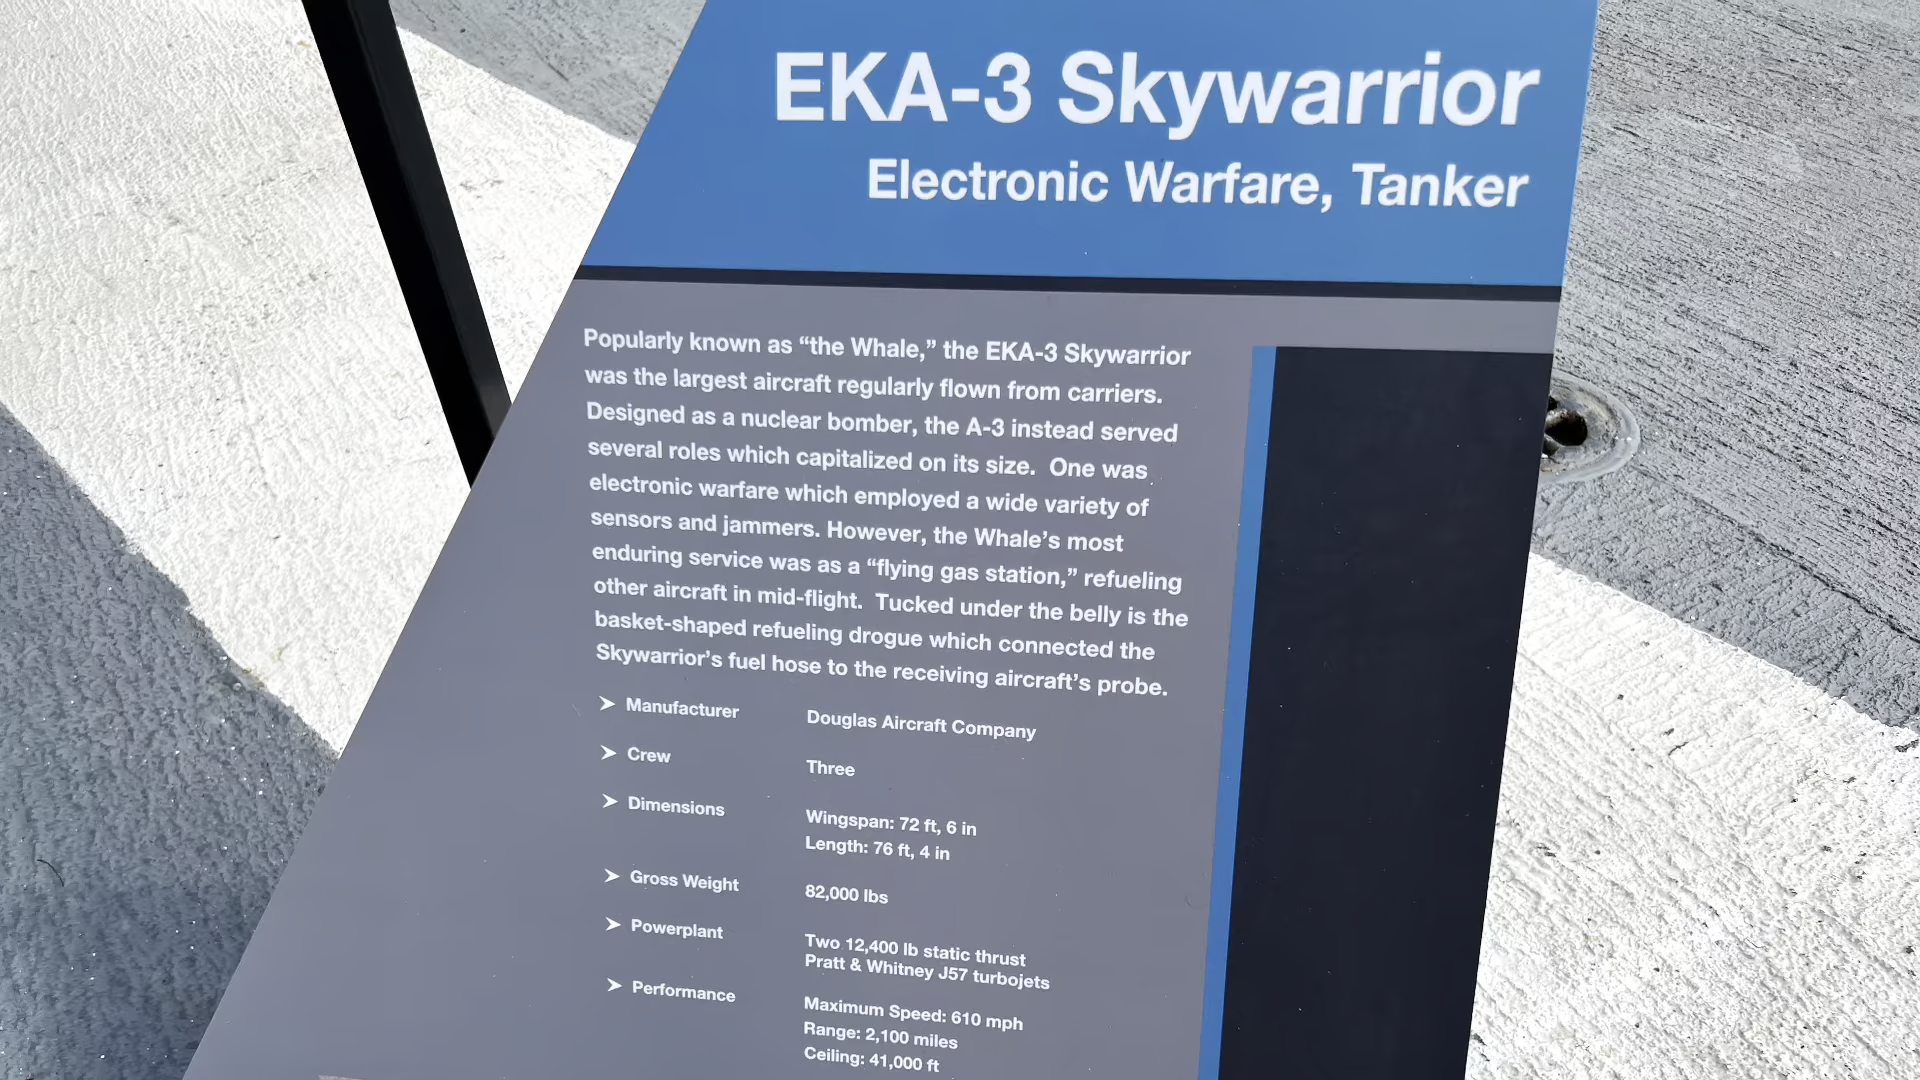 EKA-3 Skywarrior
Electronic Warfare, Tanker
Popularly known as “the Whale,” the EKA-3 Skywarrior
was the largest aircraft regularly flown from carriers.
Designed as a nuclear bomber, the A-3 instead served
several roles which capitalized on its size.  One was
electronic warfare which employed a wide variety of
sensors and jammers. However, the Whale’s most
enduring service was as a “flying gas station,” refueling
other aircraft in mid-flight.  Tucked under the belly is the
basket-shaped refueling drogue which connected the
Skywarrior’s fuel hose to the receiving aircraft’s probe.
➤ Manufacturer Douglas Aircraft Company
➤ Crew Three
➤ Dimensions Wingspan: 72 ft, 6 in
Length: 76 ft, 4 in
➤ Gross Weight 82,000 lbs
➤ Powerplant Two 12,400 lb static thrust
Pratt & Whitney J57 turbojets
➤ Performance Maximum Speed: 610 mph
Range: 2,100 miles
Ceiling: 41,000 ft